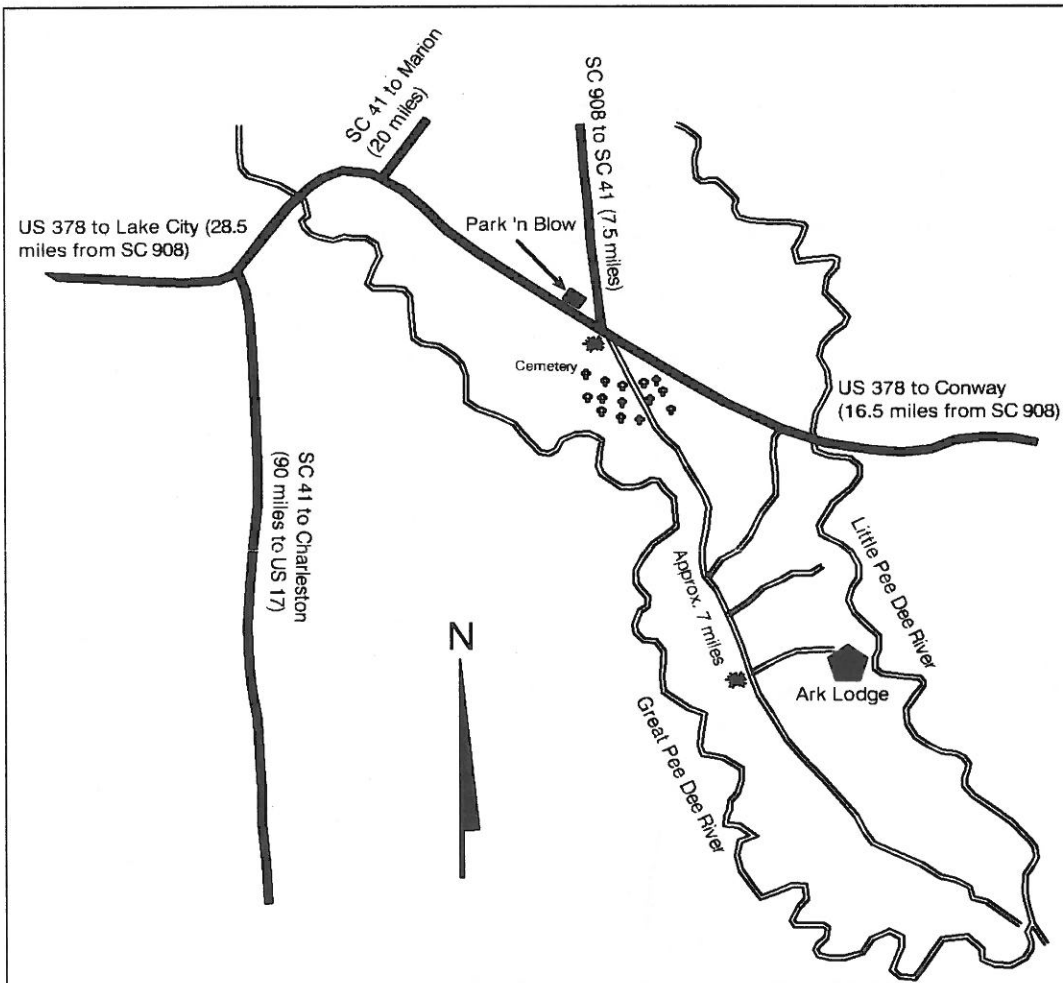 SC 41 to Marion
(20 miles)
SC 908 to SC 41 (7.5 miles)
US 378 to Lake City (28.5
miles from SC 908)
Park 'n Blow
Cemetery
US 378 to Conway
(16.5 miles from SC 908)
SC 41 to Charleston
(90 miles to US 17)
N
Approx. 7 miles
Little Pee Dee River
Ark Lodge
Great Pee Dee River